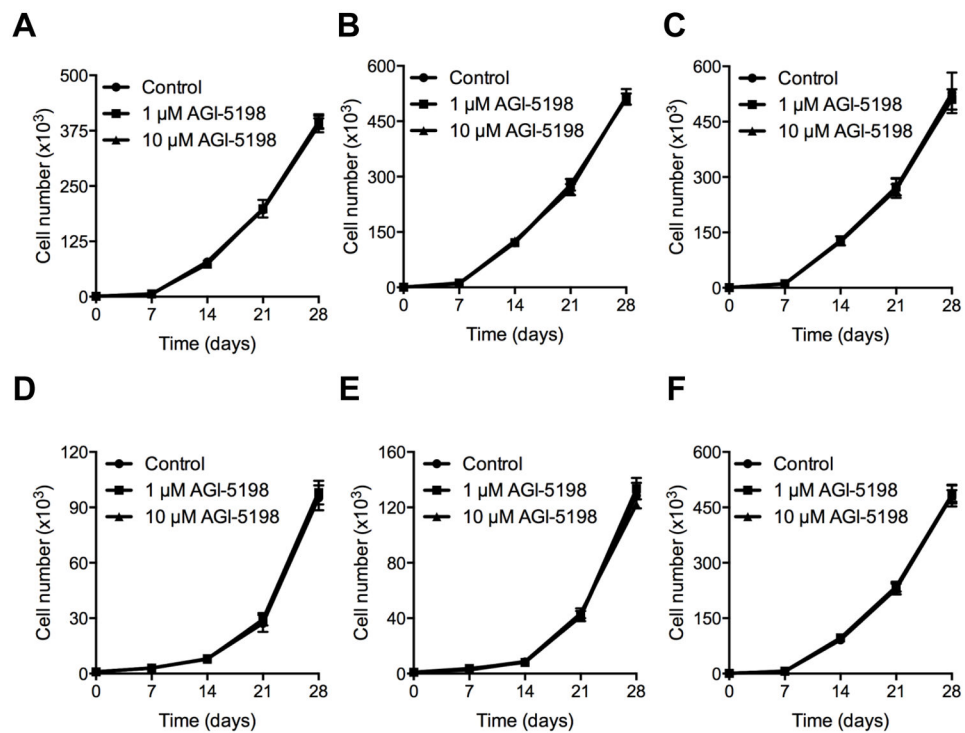 A
Cell number (x10³)
500
375
250
125
0
Control
1 µM AGI-5198
10 µM AGI-5198
0 7 14 21 28
Time (days)
B
Cell number (x10³)
600
450
300
150
0
Control
1 µM AGI-5198
10 µM AGI-5198
0 7 14 21 28
Time (days)
C
Cell number (x10³)
600
450
300
150
0
Control
1 µM AGI-5198
10 µM AGI-5198
0 7 14 21 28
Time (days)
D
Cell number (x10³)
120
90
60
30
0
Control
1 µM AGI-5198
10 µM AGI-5198
0 7 14 21 28
Time (days)
E
Cell number (x10³)
160
120
80
40
0
Control
1 µM AGI-5198
10 µM AGI-5198
0 7 14 21 28
Time (days)
F
Cell number (x10³)
600
450
300
150
0
Control
1 µM AGI-5198
10 µM AGI-5198
0 7 14 21 28
Time (days)